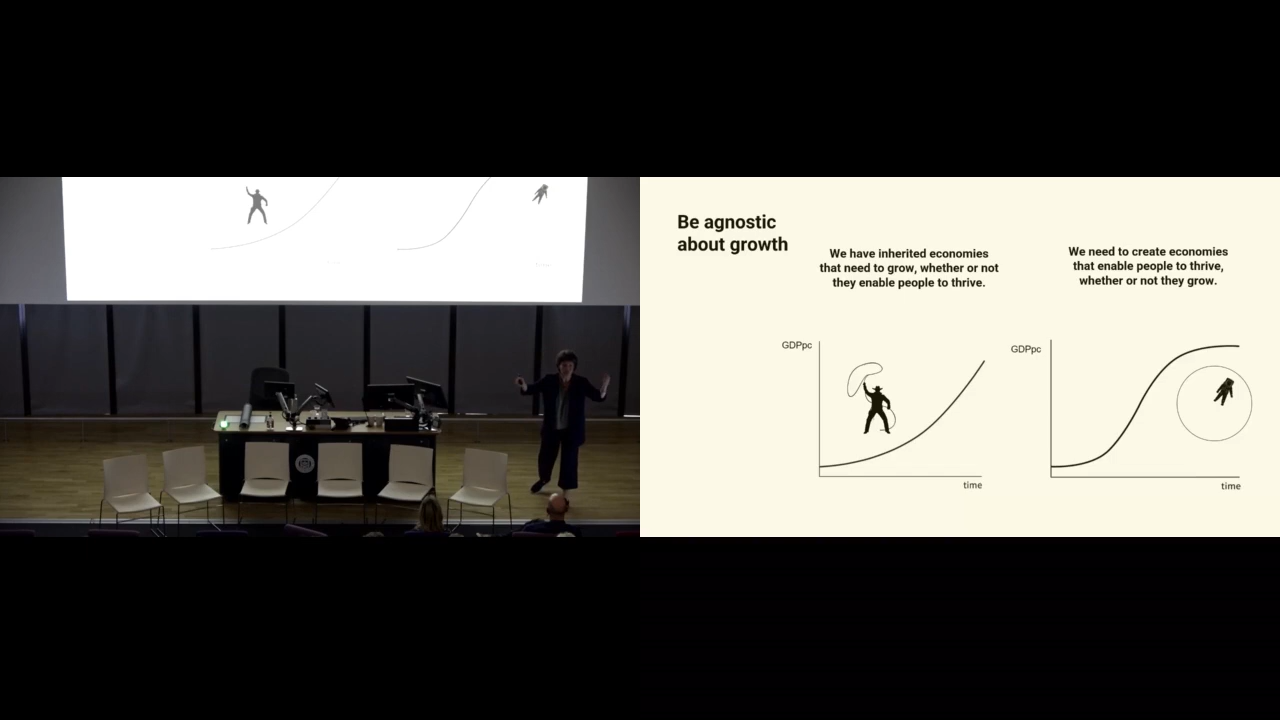 Be agnostic
about growth
We have inherited economies
that need to grow, whether or not
they enable people to thrive.
GDPpc
time
We need to create economies
that enable people to thrive,
whether or not they grow.
GDPpc
time